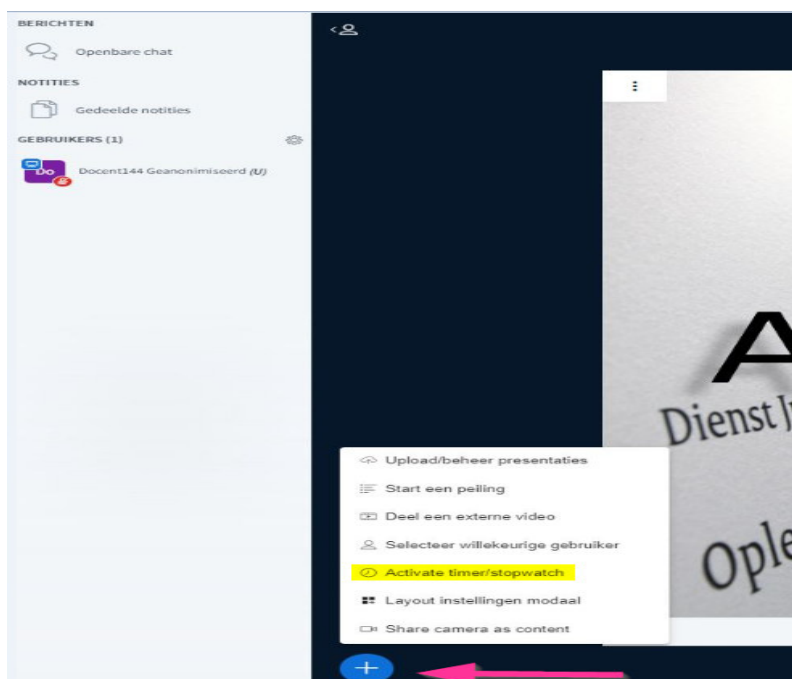 BERICHTEN
Openbare chat
NOTITIES
Gedeelde notities
GEBRUIKERS (1)
Do
Docent144 Geanonimiseerd (U)
A
Dienst J
Ople
Upload/beheer presentaties
Start een peiling
Deel een externe video
Selecteer willekeurige gebruiker
Activate timer/stopwatch
Layout instellingen modaal
Share camera as content